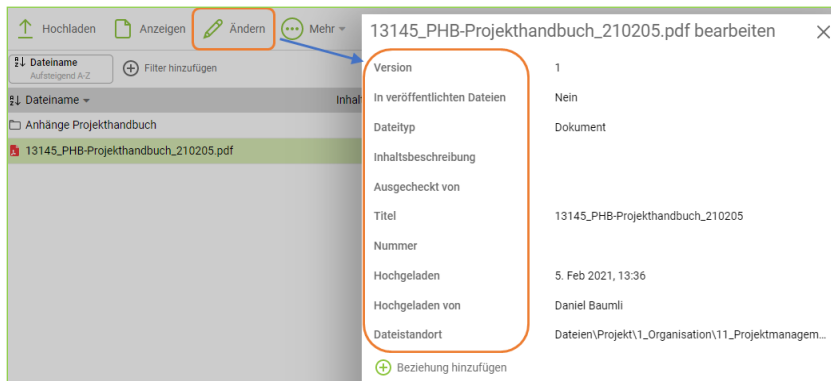 Hochladen Anzeigen Ändern Mehr
Dateiname
Aufsteigend A-Z
Filter hinzufügen
Dateiname Inhal
Anhänge Projekthandbuch
13145_PHB-Projekthandbuch_210205.pdf
13145_PHB-Projekthandbuch_210205.pdf bearbeiten
Version 1
In veröffentlichten Dateien Nein
Dateityp Dokument
Inhaltsbeschreibung
Ausgecheckt von
Titel 13145_PHB-Projekthandbuch_210205
Nummer
Hochgeladen 5. Feb 2021, 13:36
Hochgeladen von Daniel Baumli
Dateistandort Dateien\Projekt\1_Organisation\11_Projektmanagem...
Beziehung hinzufügen